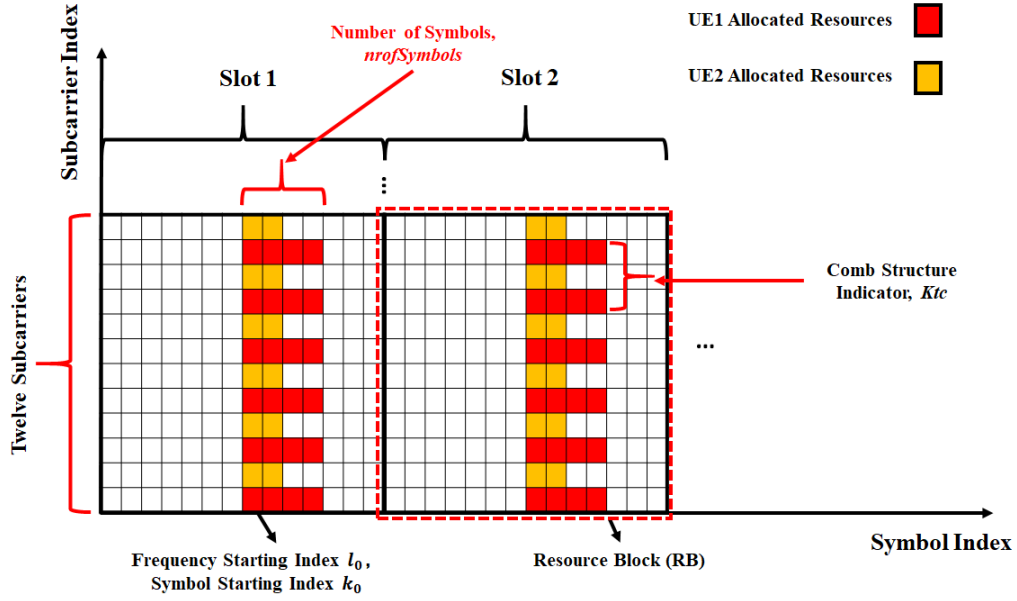 UE1 Allocated Resources
UE2 Allocated Resources
Number of Symbols,
nrofSymbols
Slot 1
Slot 2
Subcarrier Index
...
Twelve Subcarriers
Comb Structure
Indicator, Ktc
...
Frequency Starting Index l₀ ,
Symbol Starting Index k₀
Resource Block (RB)
Symbol Index